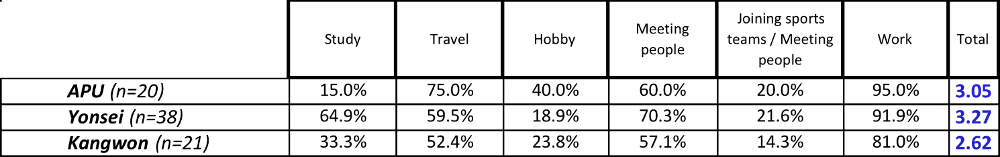 Study Travel Hobby Meeting people Joining sports teams / Meeting people Work Total
APU (n=20) 15.0% 75.0% 40.0% 60.0% 20.0% 95.0% 3.05
Yonsei (n=38) 64.9% 59.5% 18.9% 70.3% 21.6% 91.9% 3.27
Kangwon (n=21) 33.3% 52.4% 23.8% 57.1% 14.3% 81.0% 2.62